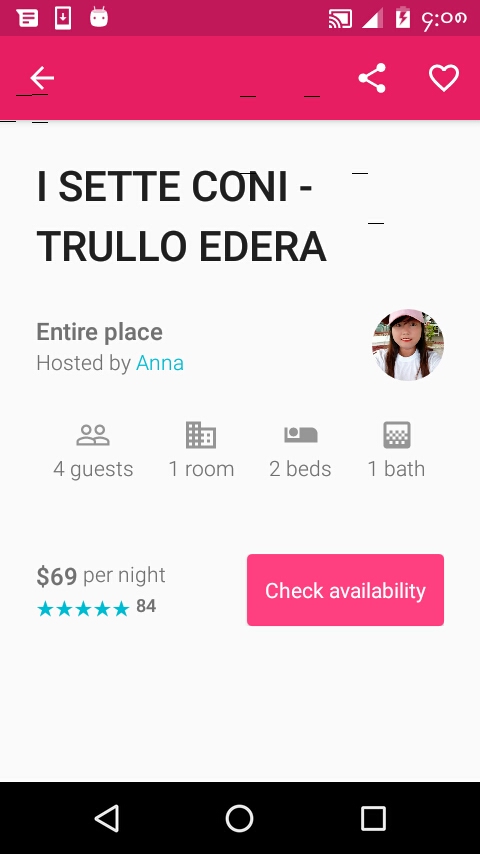 ၄:၀၈
I SETTE CONI -
TRULLO EDERA
Entire place
Hosted by Anna
4 guests 1 room 2 beds 1 bath
$69 per night
84
Check availability